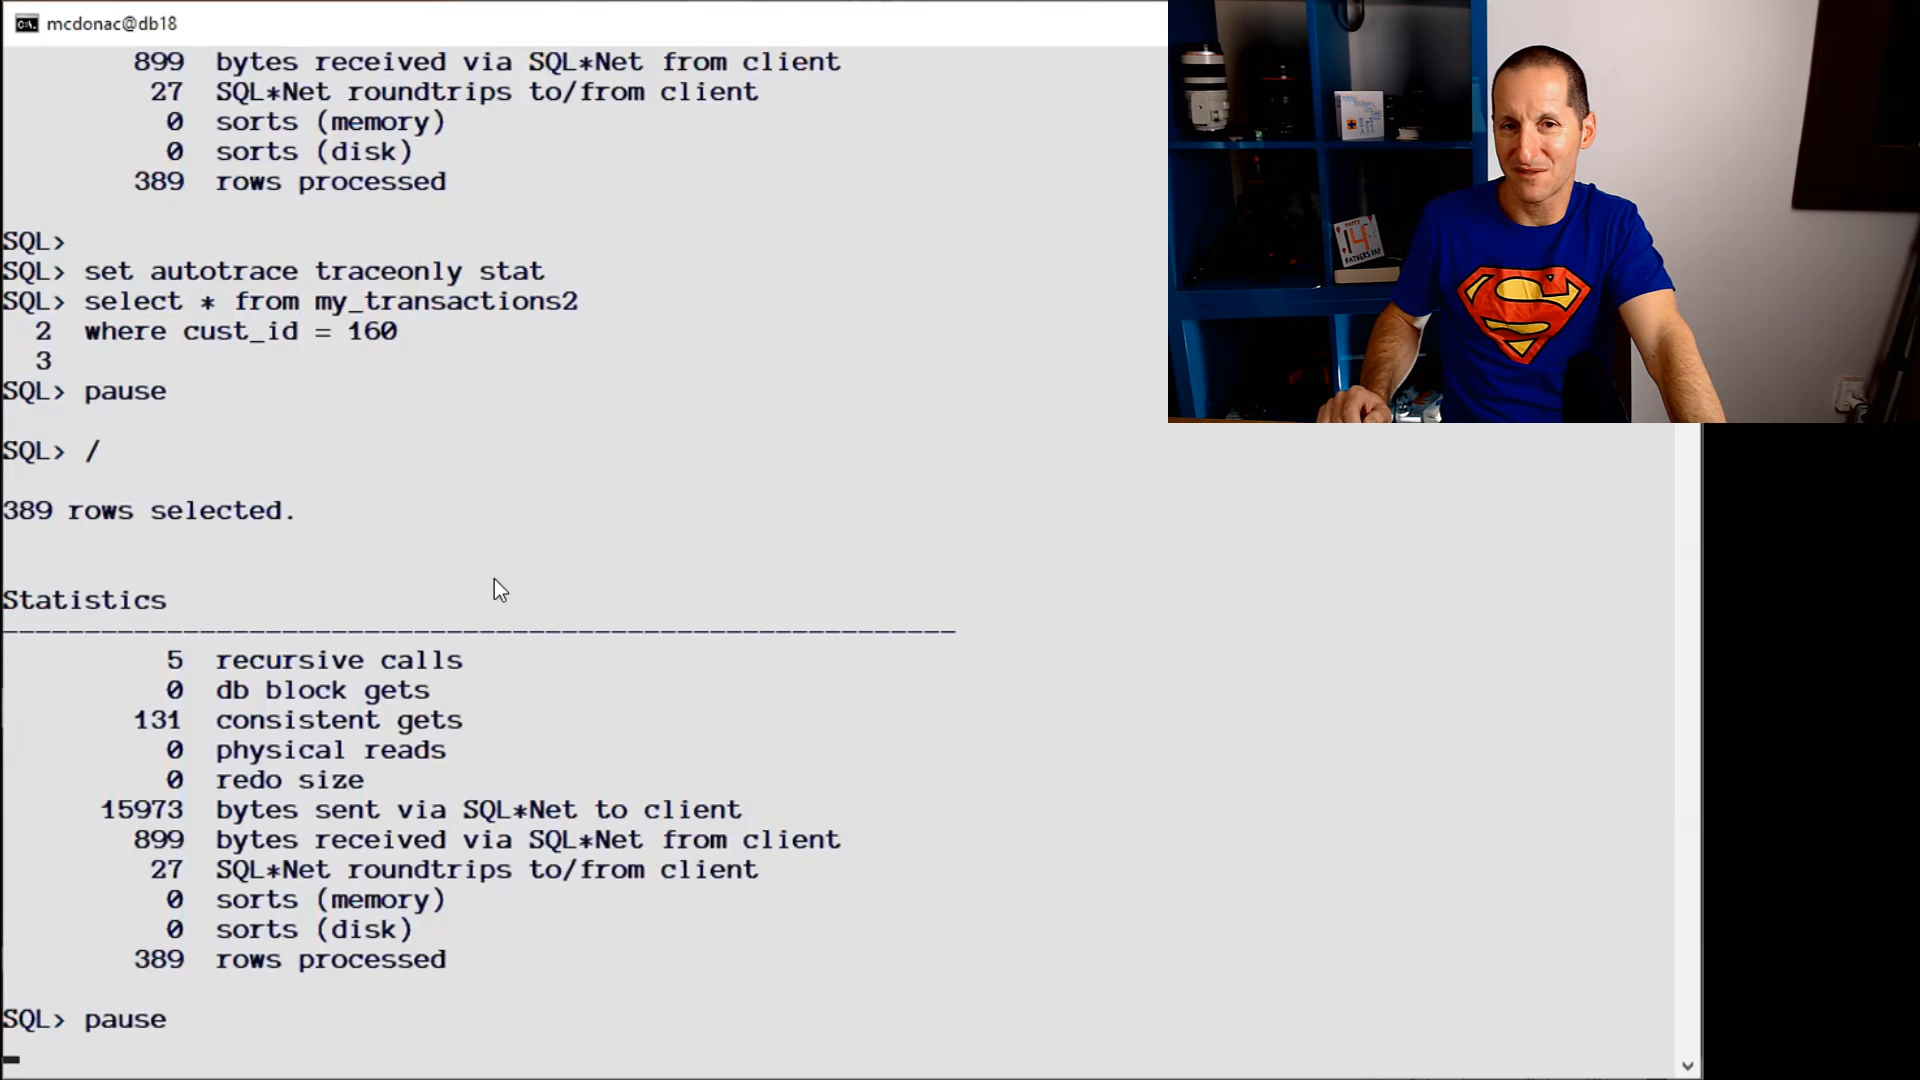 mcdonac@db18
899 bytes received via SQL*Net from client
27 SQL*Net roundtrips to/from client
0 sorts (memory)
0 sorts (disk)
389 rows processed
SQL>
SQL> set autotrace traceonly stat
SQL> select * from my_transactions2
2 where cust_id = 160
3
SQL> pause
SQL> /
389 rows selected.
Statistics
----------------------------------------------------------
5 recursive calls
0 db block gets
131 consistent gets
0 physical reads
0 redo size
15973 bytes sent via SQL*Net to client
899 bytes received via SQL*Net from client
27 SQL*Net roundtrips to/from client
0 sorts (memory)
0 sorts (disk)
389 rows processed
SQL> pause
HAPPY
14
FATHERS DAY
S